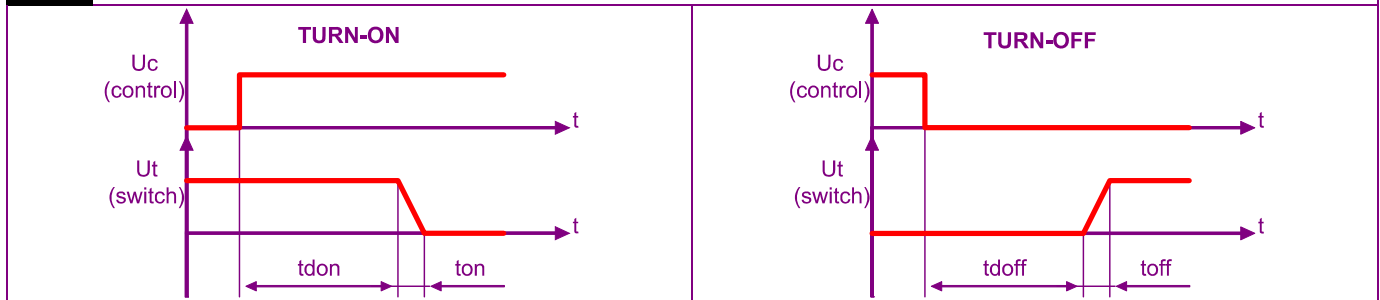 TURN-ON
Uc
(control)
t
Ut
(switch)
t
tdon
ton
TURN-OFF
Uc
(control)
t
Ut
(switch)
t
tdoff
toff